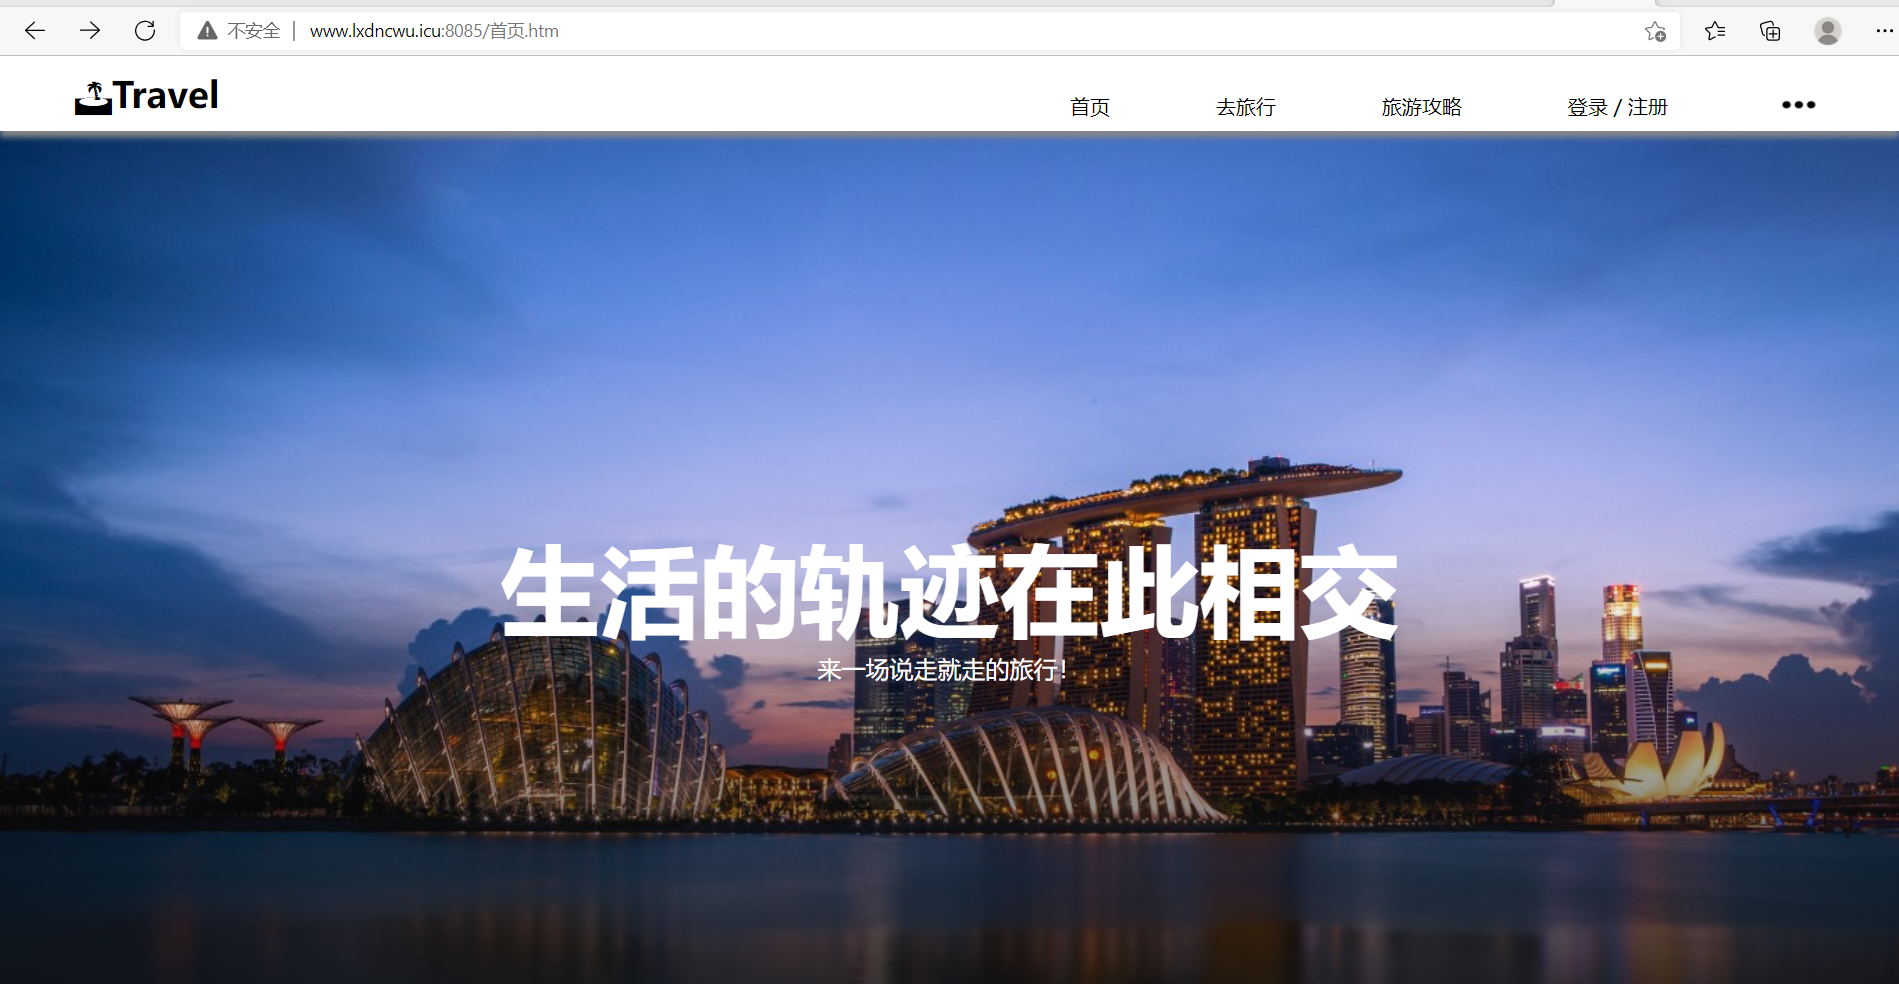 不安全 | www.lxdncwu.icu:8085/首页.htm
Travel
首页 去旅行 旅游攻略 登录 / 注册
生活的轨迹在此相交
来一场说走就走的旅行！